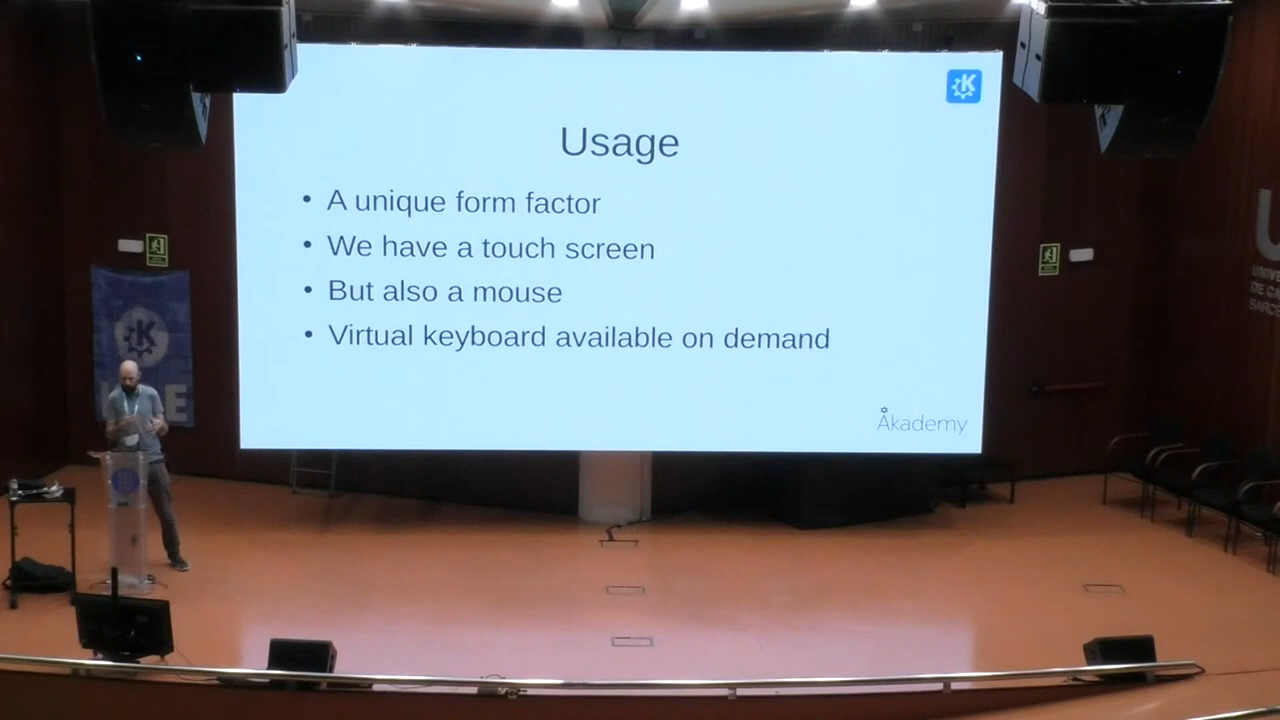 Usage
• A unique form factor
• We have a touch screen
• But also a mouse
• Virtual keyboard available on demand
Akademy
K
K